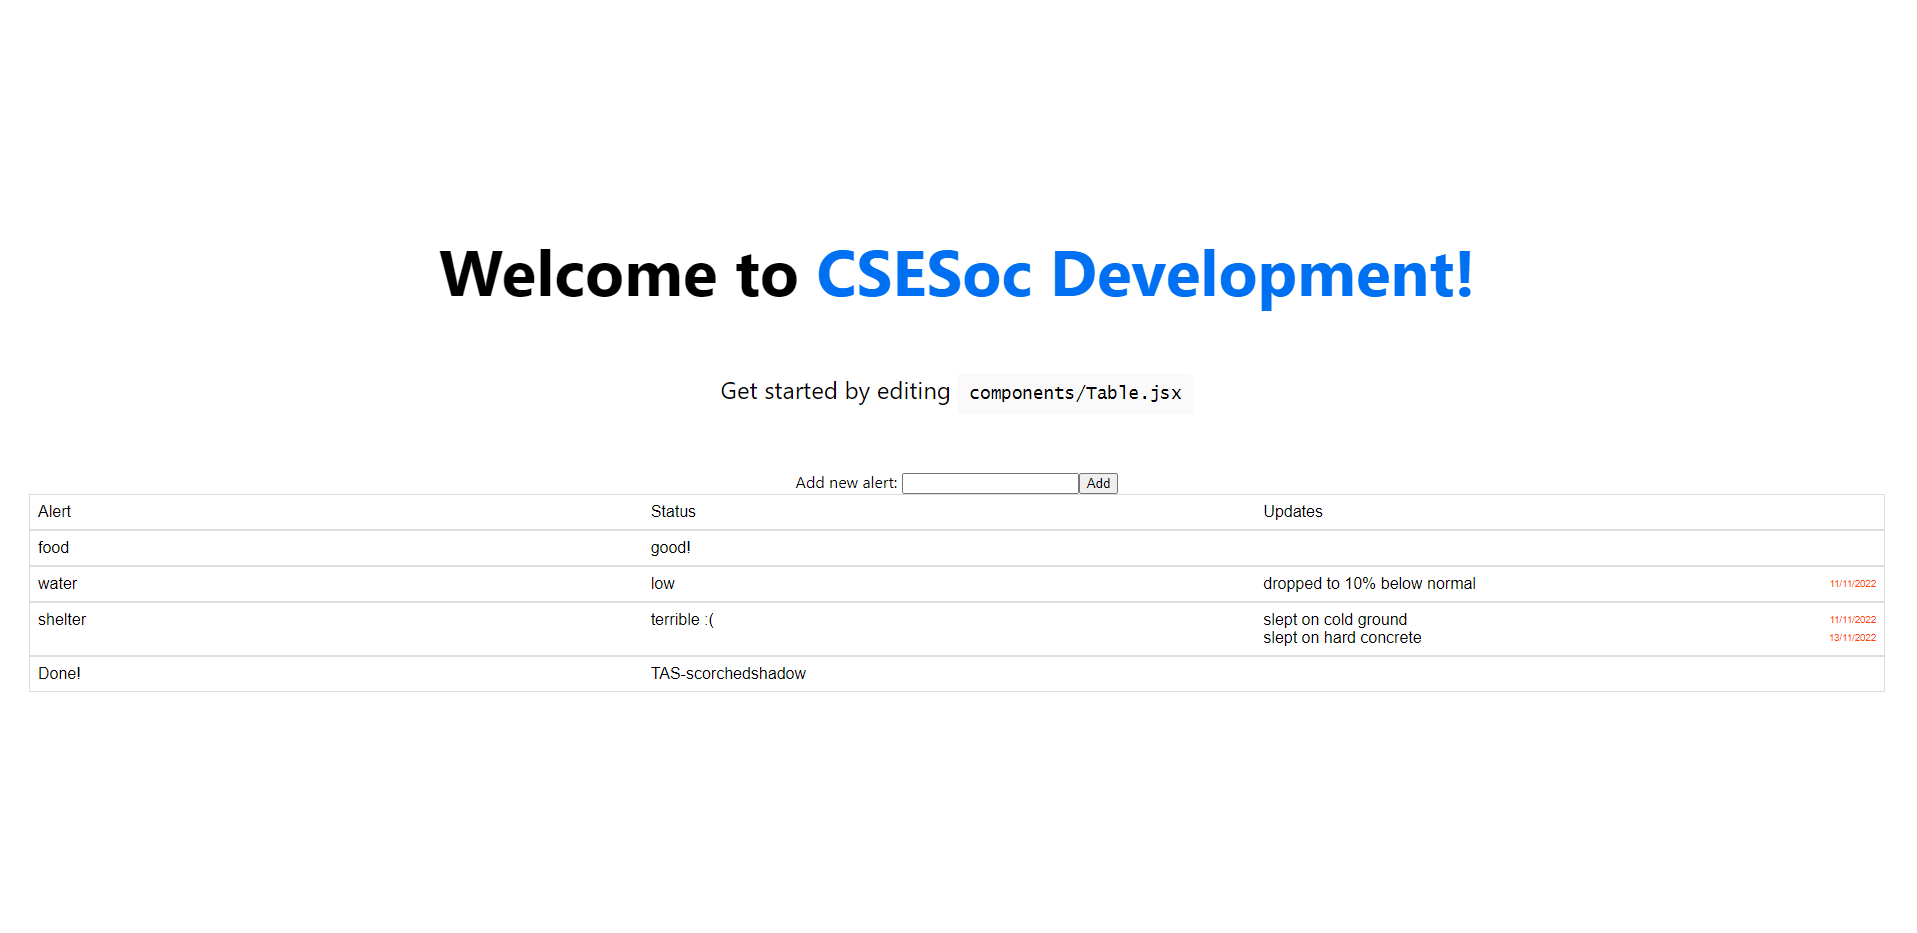 Welcome to CSESoc Development!
Get started by editing components/Table.jsx
Add new alert: Add
Alert Status Updates
food good!
water low dropped to 10% below normal 11/11/2022
shelter terrible :( slept on cold ground 11/11/2022
slept on hard concrete 13/11/2022
Done! TAS-scorchedshadow